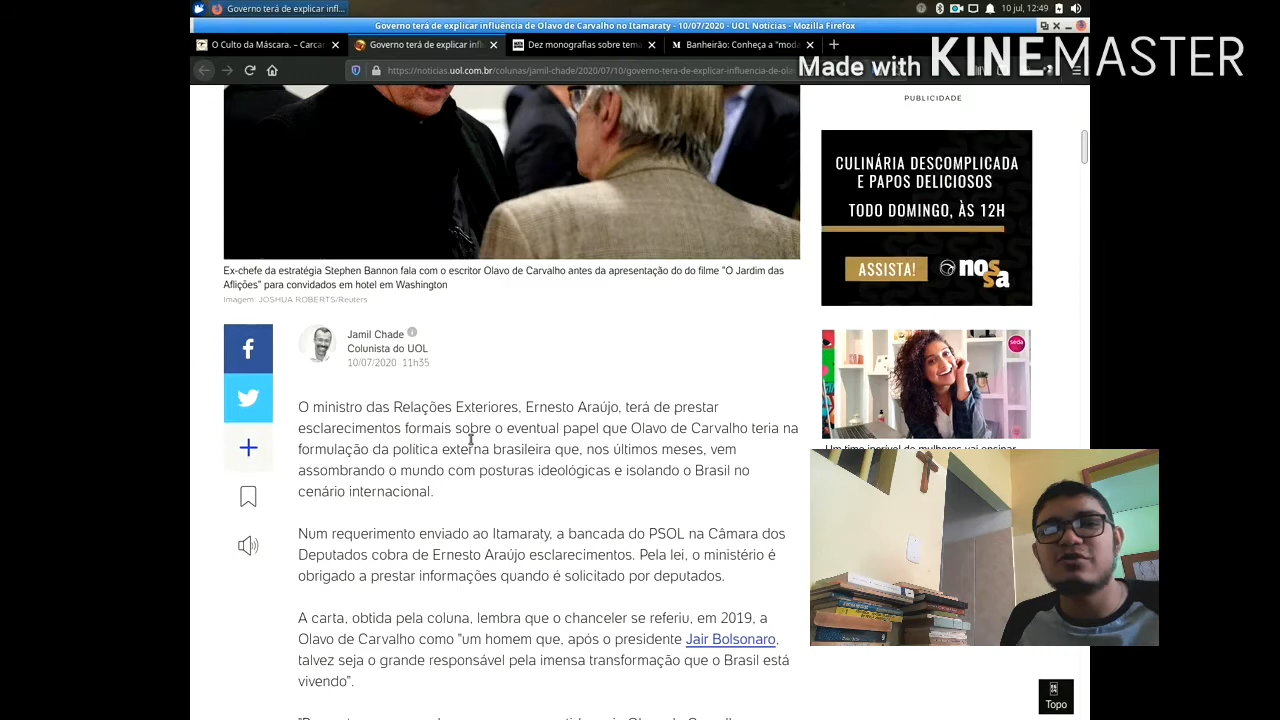 Governo terá de explicar infl...
10 jul, 12:49
Governo terá de explicar influência de Olavo de Carvalho no Itamaraty - 10/07/2020 - UOL Notícias - Mozilla Firefox
O Culto da Máscara. – Carcar
Governo terá de explicar infl
Dez monografias sobre tema
Banheirão: Conheça a "moda
https://noticias.uol.com.br/colunas/jamil-chade/2020/07/10/governo-tera-de-explicar-influencia-de-ola
Made with KINEMASTER
PUBLICIDADE
CULINÁRIA DESCOMPLICADA
E PAPOS DELICIOSOS
TODO DOMINGO, ÀS 12H
ASSISTA!
nossa
Ex-chefe da estratégia Stephen Bannon fala com o escritor Olavo de Carvalho antes da apresentação do do filme "O Jardim das
Aflições" para convidados em hotel em Washington
Imagem: JOSHUA ROBERTS/Reuters
Jamil Chade
Colunista do UOL
10/07/2020 11h35
seda
Um time incrível de mulheres vai ensinar
O ministro das Relações Exteriores, Ernesto Araújo, terá de prestar
esclarecimentos formais sobre o eventual papel que Olavo de Carvalho teria na
formulação da política externa brasileira que, nos últimos meses, vem
assombrando o mundo com posturas ideológicas e isolando o Brasil no
cenário internacional.
Num requerimento enviado ao Itamaraty, a bancada do PSOL na Câmara dos
Deputados cobra de Ernesto Araújo esclarecimentos. Pela lei, o ministério é
obrigado a prestar informações quando é solicitado por deputados.
A carta, obtida pela coluna, lembra que o chanceler se referiu, em 2019, a
Olavo de Carvalho como "um homem que, após o presidente Jair Bolsonaro,
talvez seja o grande responsável pela imensa transformação que o Brasil está
vivendo".
Topo